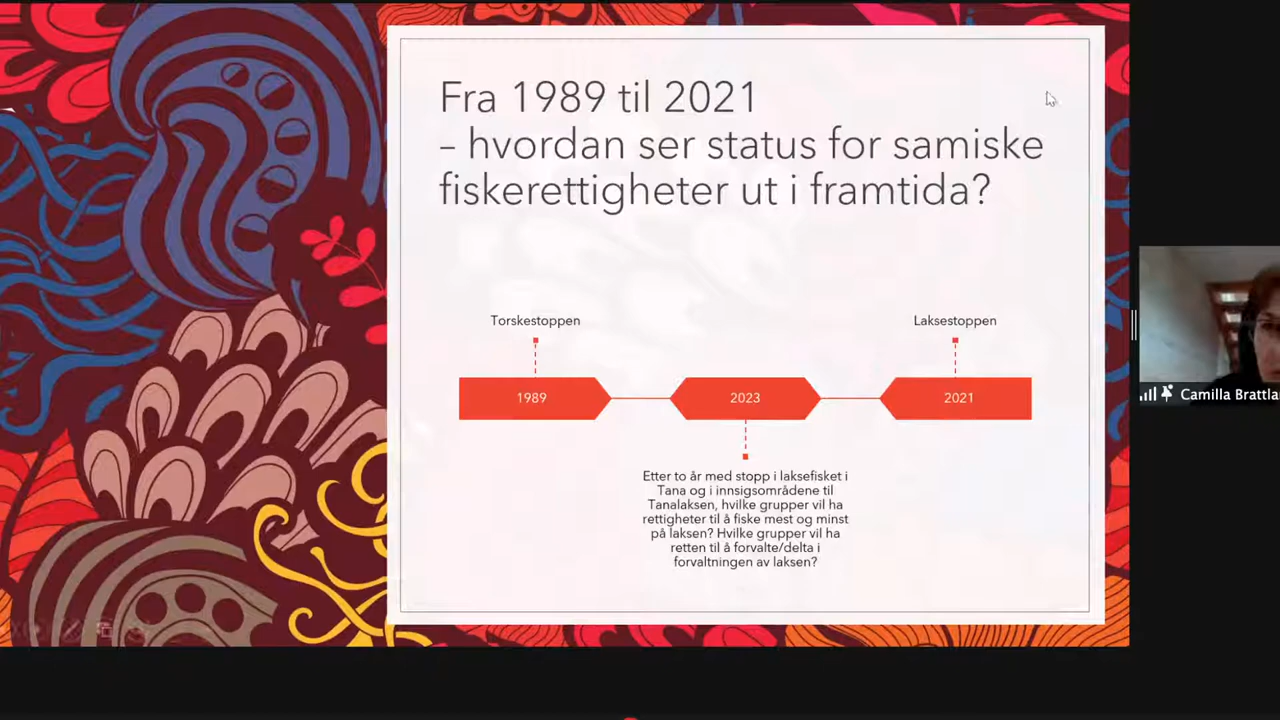 Fra 1989 til 2021
– hvordan ser status for samiske
fiskerettigheter ut i framtida?
Torskestoppen
Laksestoppen
1989
2023
2021
Etter to år med stopp i laksefisket i
Tana og i innsigsområdene til
Tanalaksen, hvilke grupper vil ha
rettigheter til å fiske mest og minst
på laksen? Hvilke grupper vil ha
retten til å forvalte/delta i
forvaltningen av laksen?
Camilla Brattla